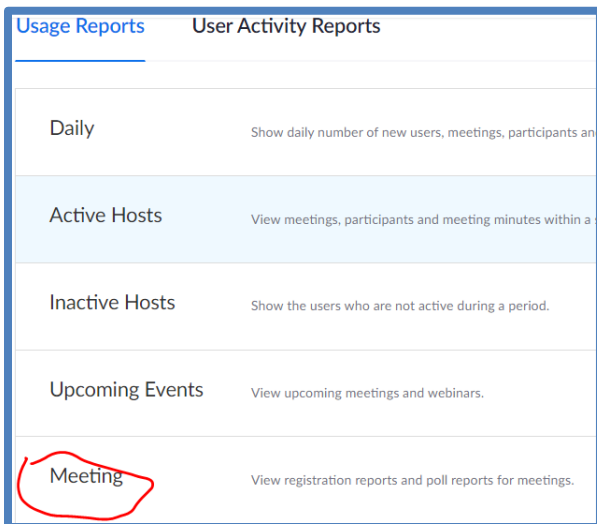 Usage Reports User Activity Reports
Daily Show daily number of new users, meetings, participants an
Active Hosts View meetings, participants and meeting minutes within a
Inactive Hosts Show the users who are not active during a period.
Upcoming Events View upcoming meetings and webinars.
Meeting View registration reports and poll reports for meetings.